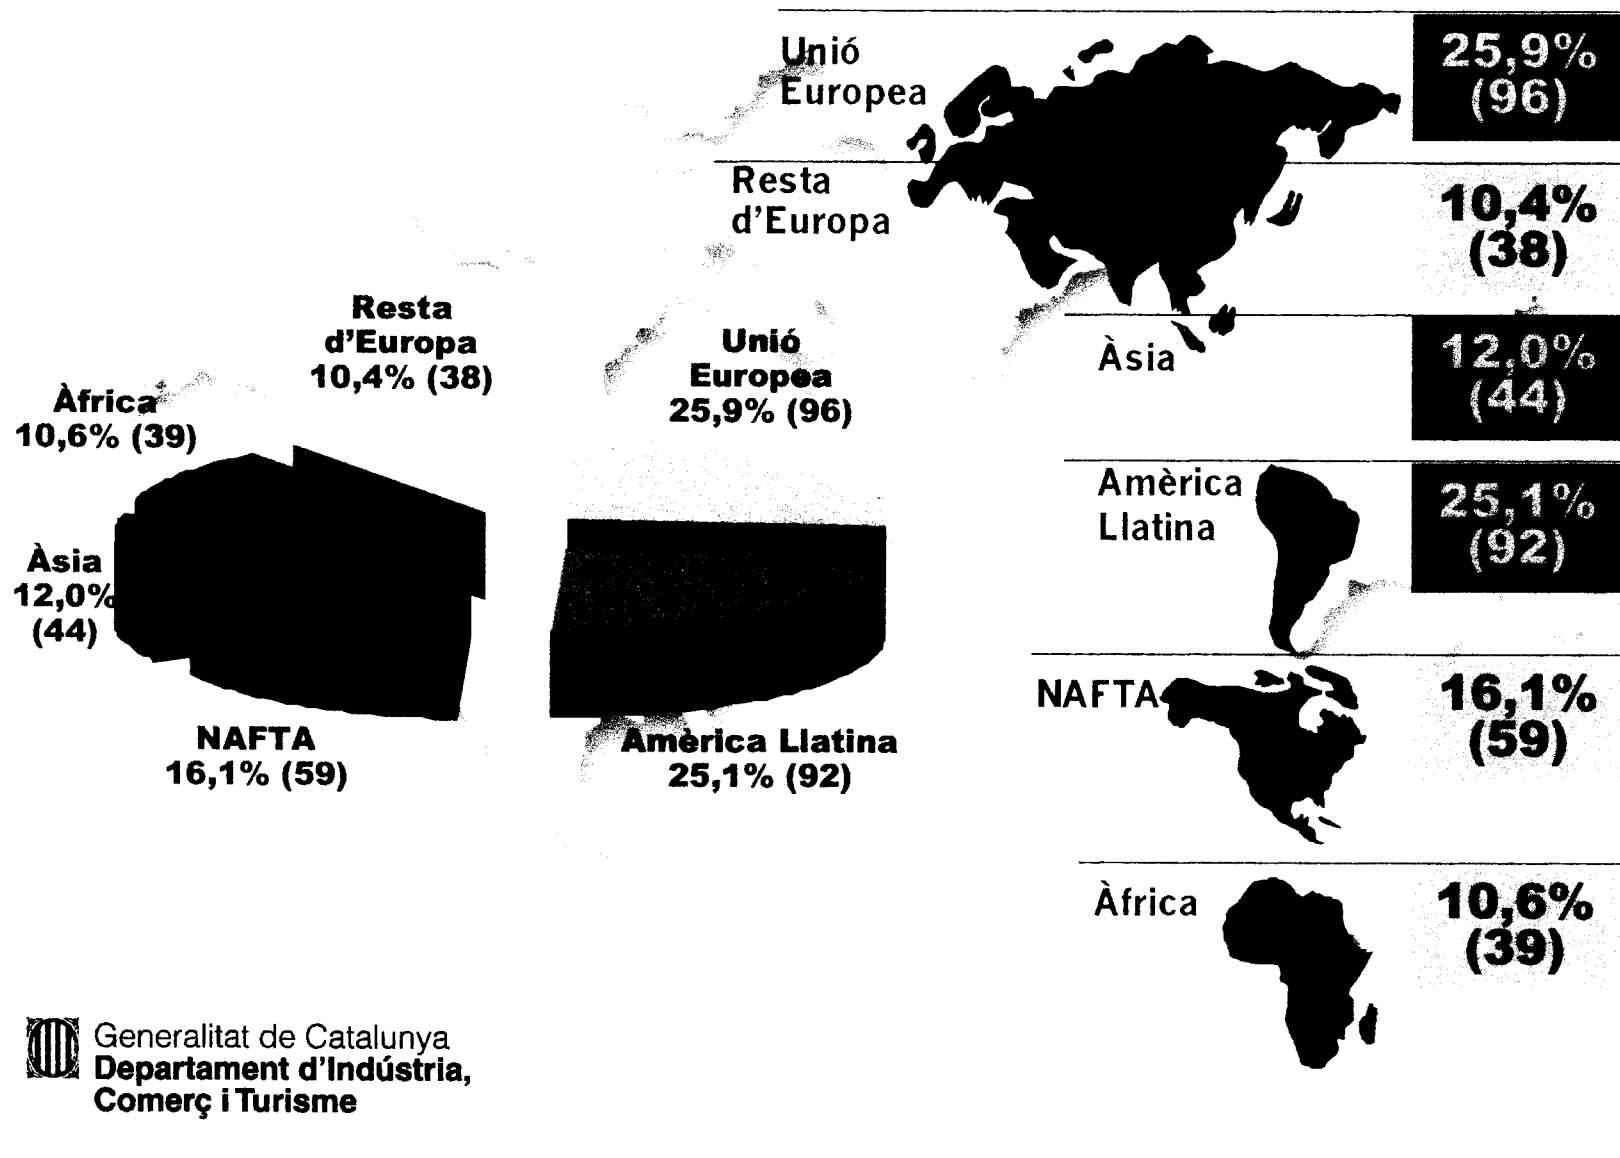 Unió
Europea
25,9%
(96)
Resta
d'Europa
10,4%
(38)
Àsia
12,0%
(44)
Amèrica
Llatina
25,1%
(92)
NAFTA
16,1%
(59)
Àfrica
10,6%
(39)
Resta
d'Europa
10,4% (38)
Unió
Europea
25,9% (96)
Àfrica
10,6% (39)
Àsia
12,0%
(44)
NAFTA
16,1% (59)
Amèrica Llatina
25,1% (92)
Generalitat de Catalunya
Departament d'Indústria,
Comerç i Turisme